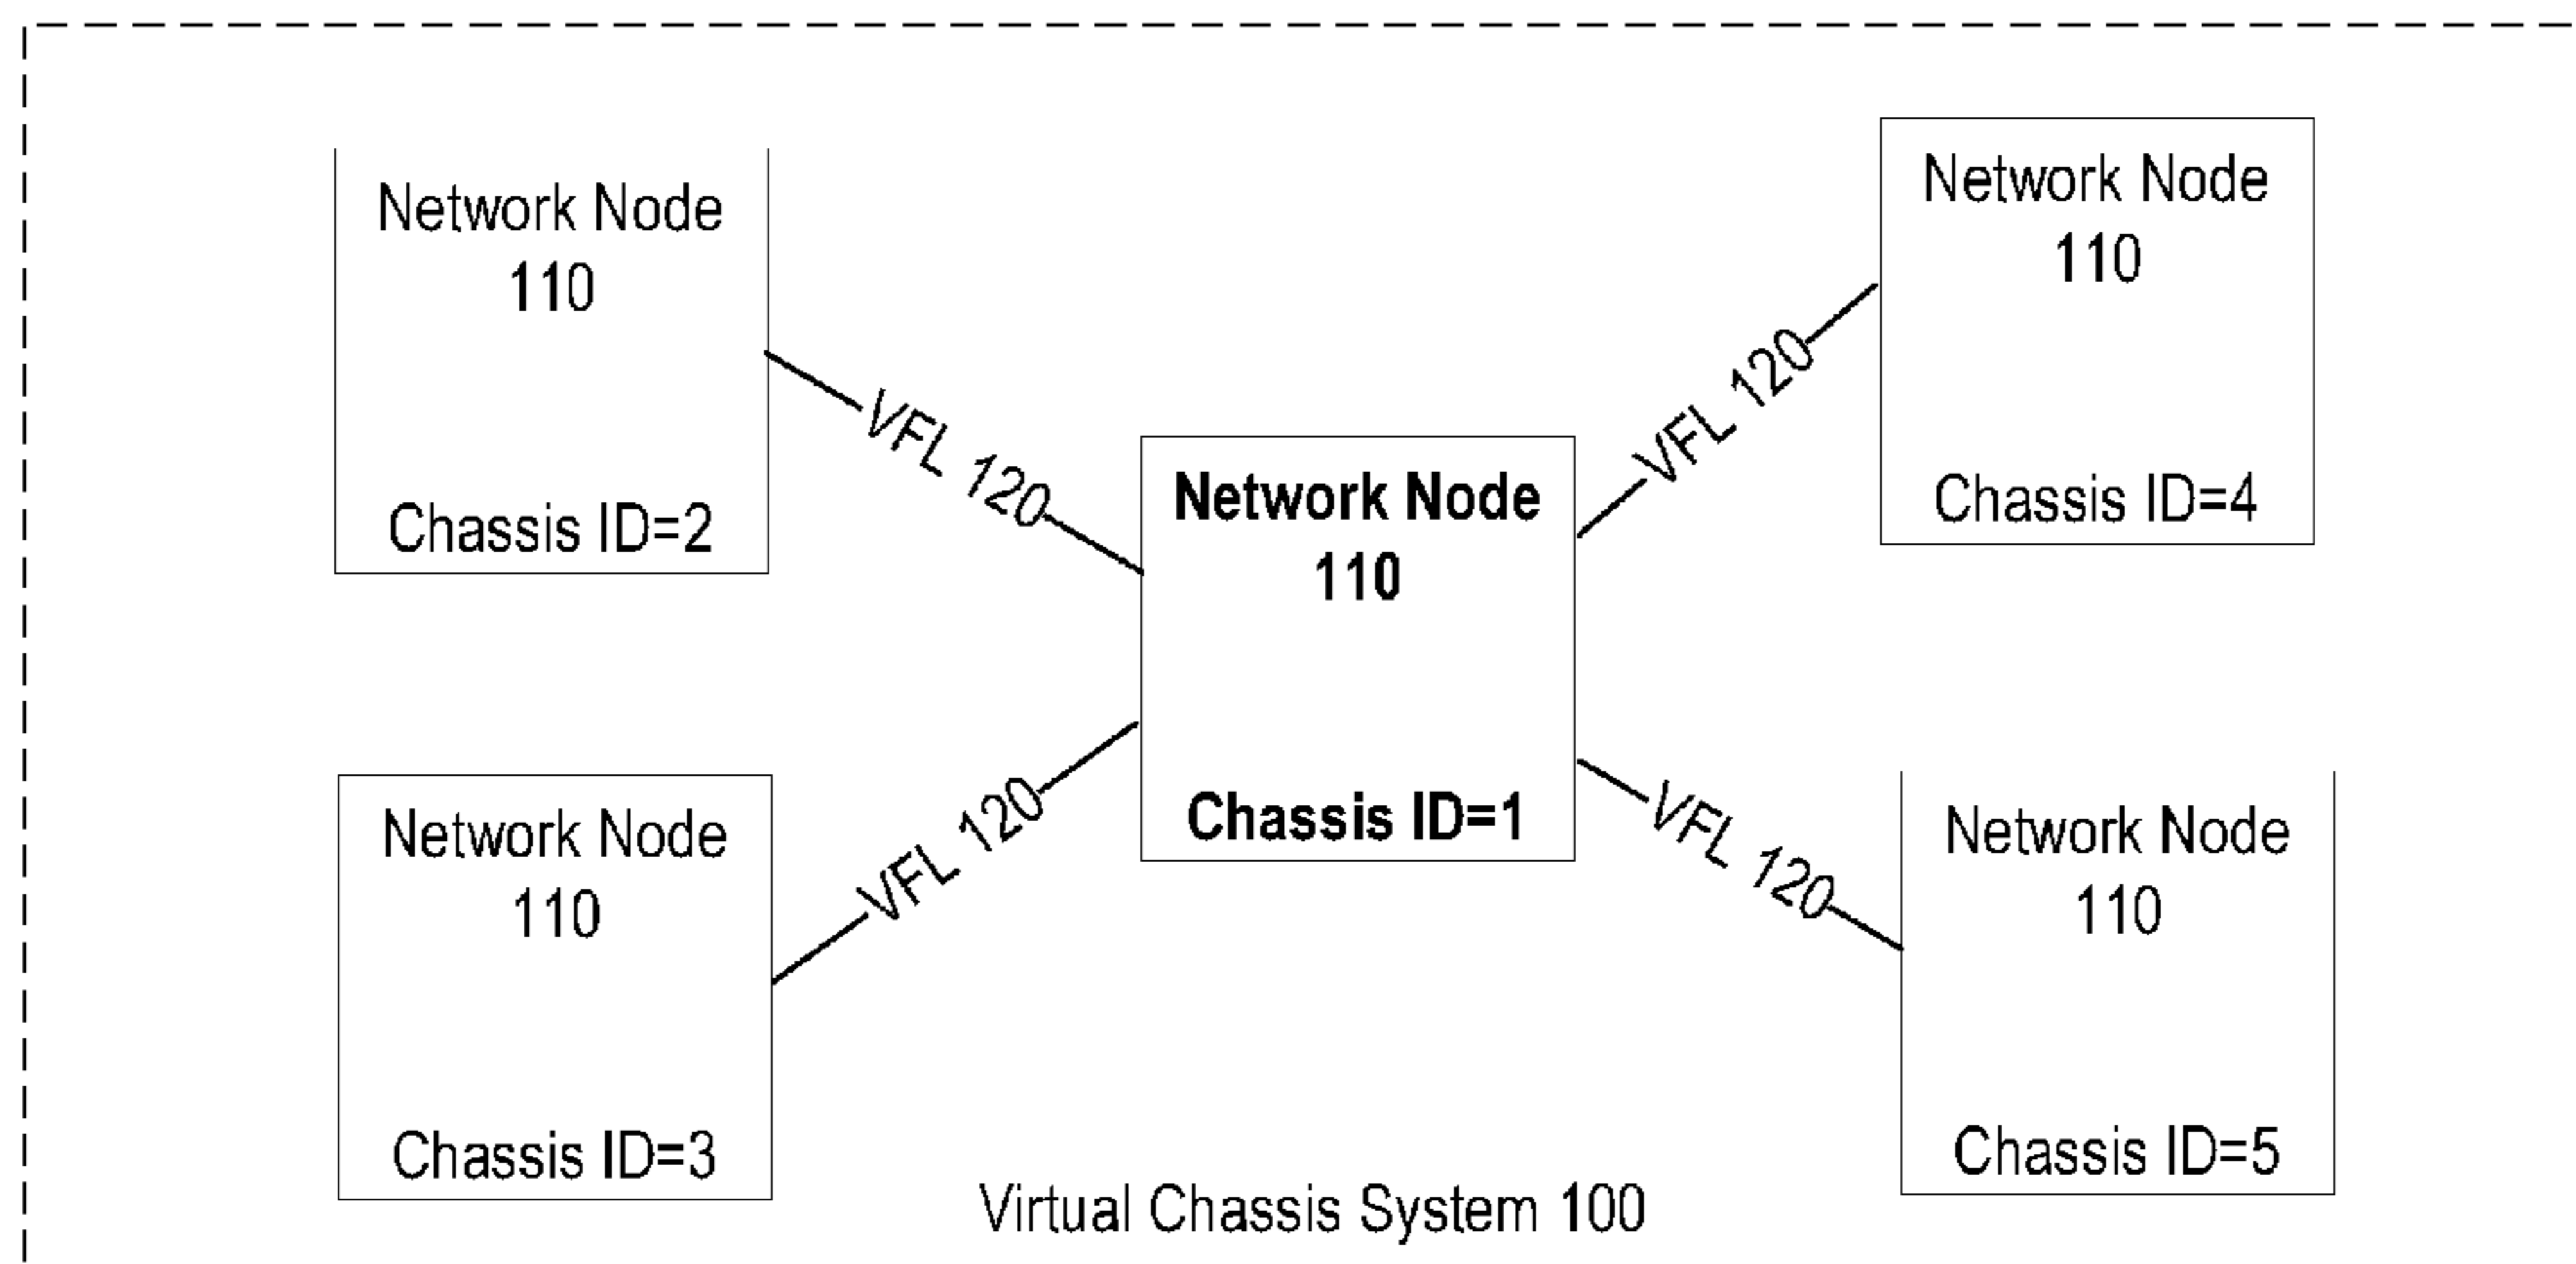 Network Node
110
Chassis ID=2
VFL 120
Network Node
110
Chassis ID=4
VFL 120
Network Node
110
Chassis ID=1
Network Node
110
Chassis ID=3
VFL 120
Network Node
110
Chassis ID=5
VFL 120
Virtual Chassis System 100